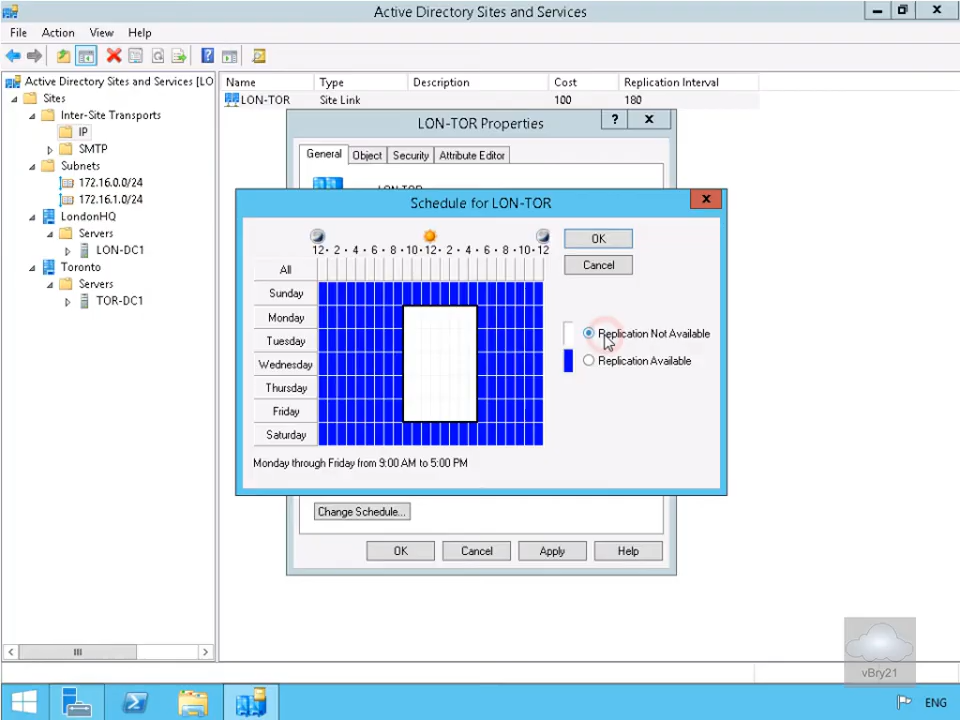 Active Directory Sites and Services
File Action View Help
Active Directory Sites and Services [LO
Sites
Inter-Site Transports
IP
SMTP
Subnets
172.16.0.0/24
172.16.1.0/24
LondonHQ
Servers
LON-DC1
Toronto
Servers
TOR-DC1
Name Type Description Cost Replication Interval
LON-TOR Site Link 100 180
LON-TOR Properties
? X
General Object Security Attribute Editor
LON-TOR
Schedule for LON-TOR
12 · 2 · 4 · 6 · 8 · 10 · 12 · 2 · 4 · 6 · 8 · 10 · 12
All
Sunday
Monday
Tuesday
Wednesday
Thursday
Friday
Saturday
OK
Cancel
Replication Not Available
Replication Available
Monday through Friday from 9:00 AM to 5:00 PM
Change Schedule...
OK Cancel Apply Help
vBry21
ENG